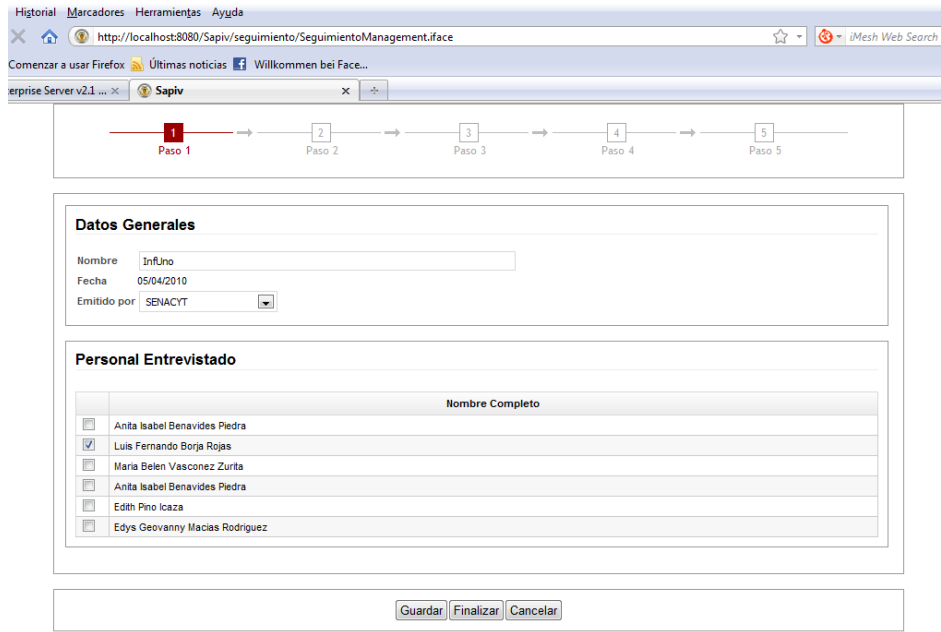 Historial Marcadores Herramientas Ayuda
http://localhost:8080/Sapiv/seguimiento/SeguimientoManagement.iface
iMesh Web Search
Comenzar a usar Firefox Últimas noticias Willkommen bei Face...
erprise Server v2.1 ... Sapiv
1 2 3 4 5
Paso 1 Paso 2 Paso 3 Paso 4 Paso 5
Datos Generales
Nombre InfUno
Fecha 05/04/2010
Emitido por SENACYT
Personal Entrevistado
Nombre Completo
Anita Isabel Benavides Piedra
Luis Fernando Borja Rojas
Maria Belen Vasconez Zurita
Anita Isabel Benavides Piedra
Edith Pino Icaza
Edys Geovanny Macias Rodriguez
Guardar Finalizar Cancelar